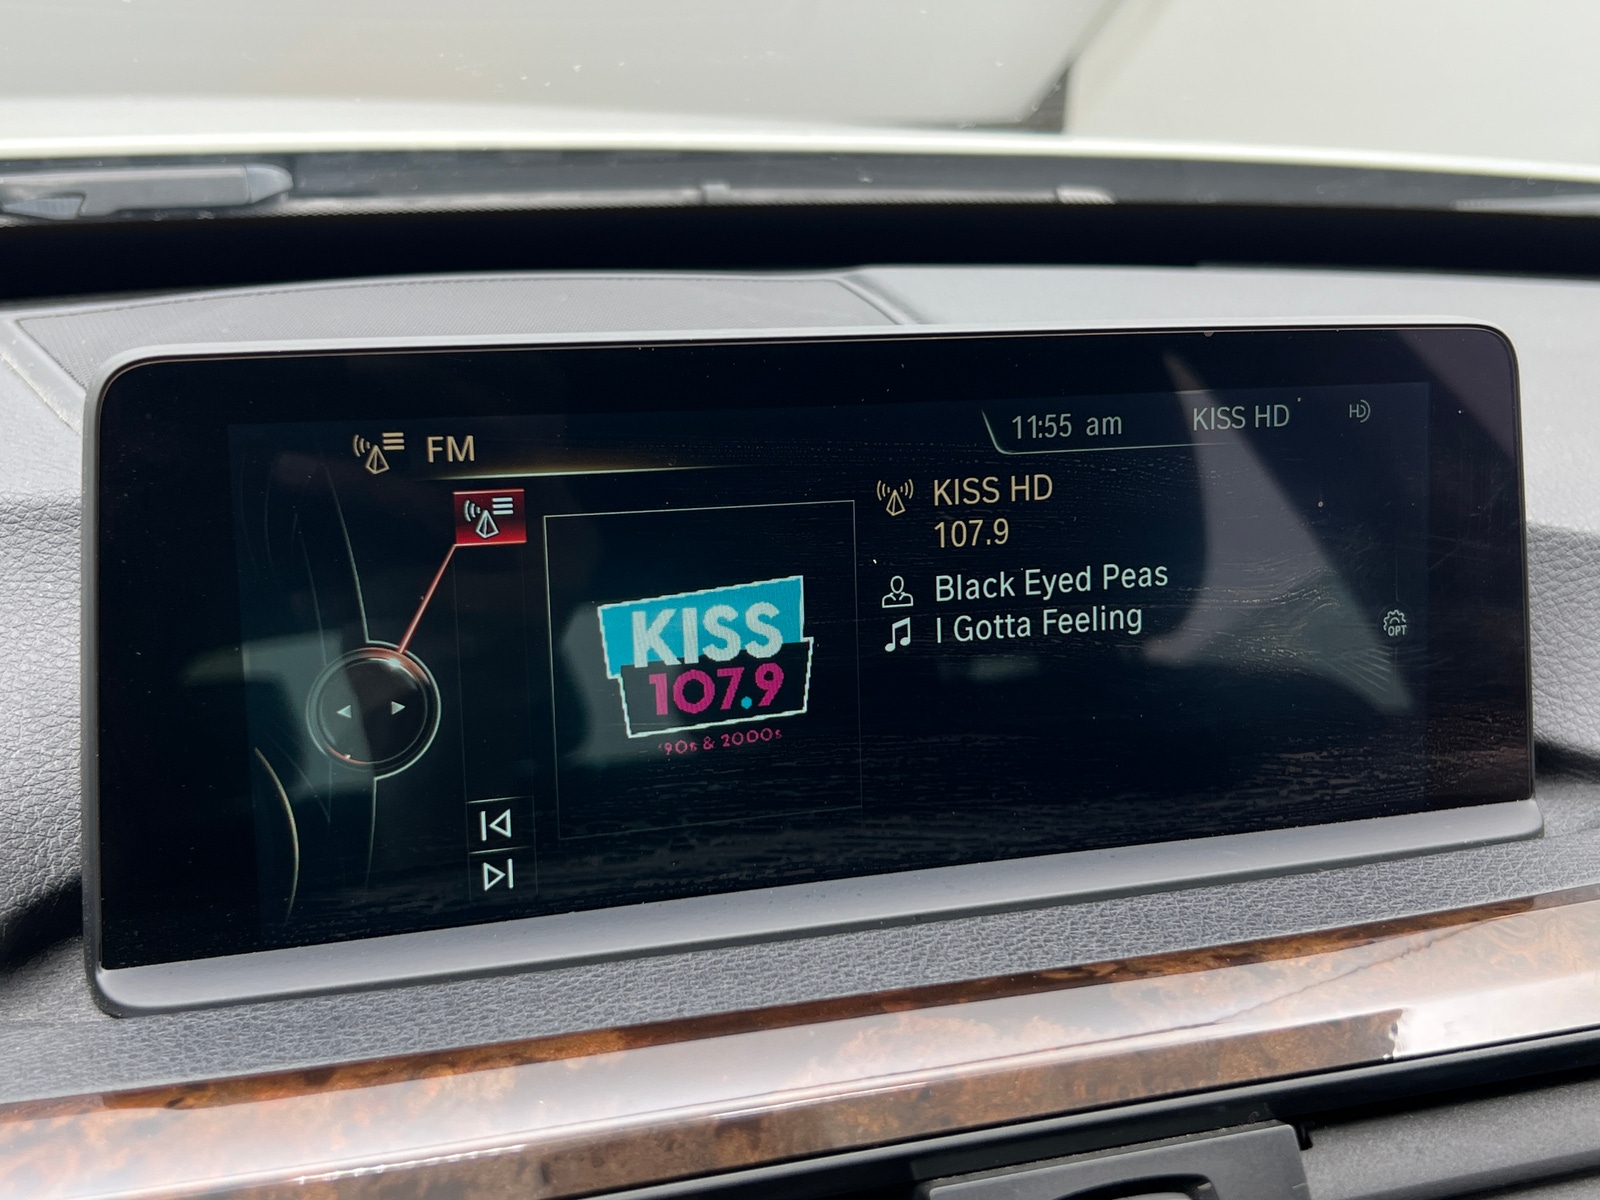 FM
11:55 am
KISS HD
HD
KISS HD
107.9
Black Eyed Peas
I Gotta Feeling
KISS
107.9
'90s & 2000s
OPT